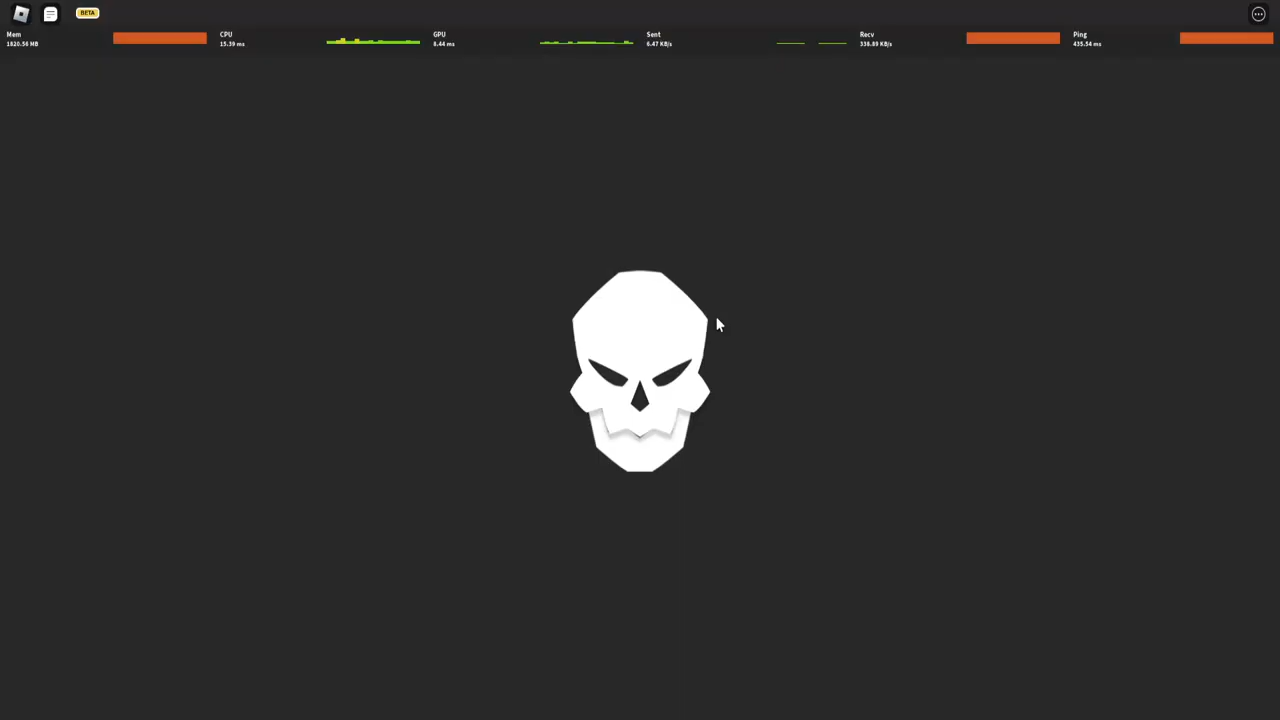 BETA
Mem
1820.56 MB
CPU
15.39 ms
GPU
8.44 ms
Sent
6.47 KB/s
Recv
338.89 KB/s
Ping
435.54 ms